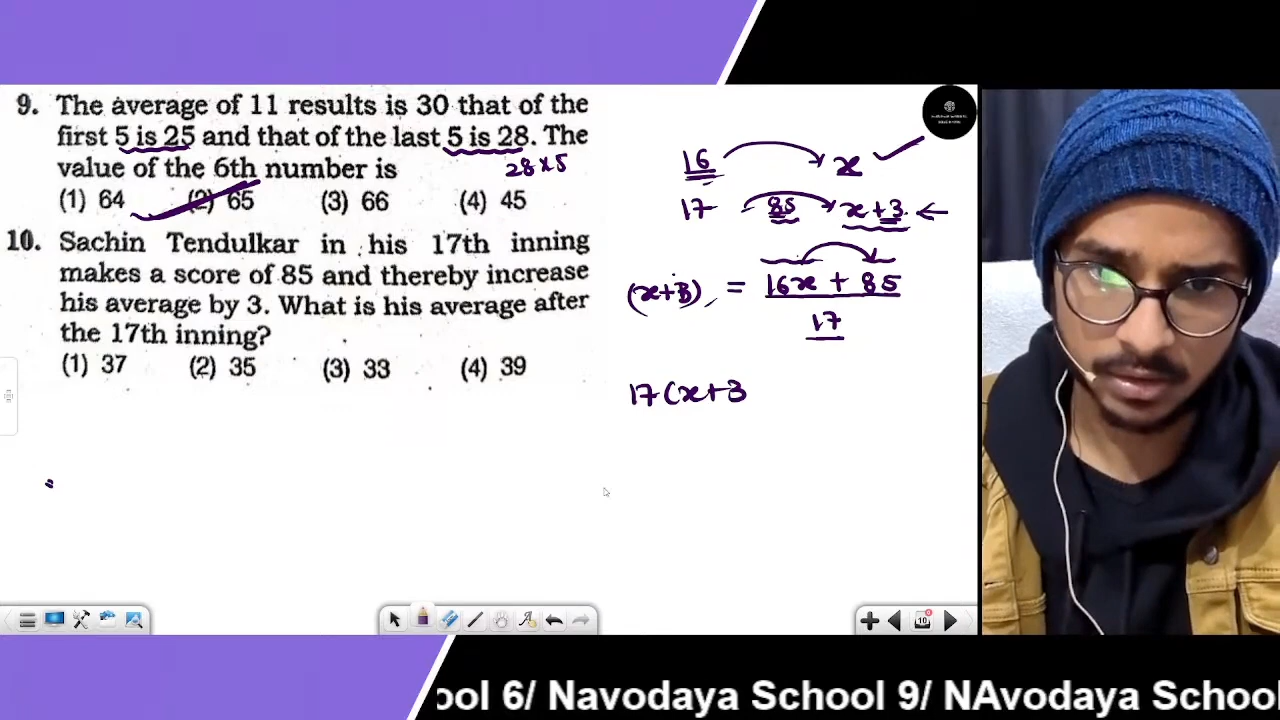 9. The average of 11 results is 30 that of the
first 5 is 25 and that of the last 5 is 28. The
value of the 6th number is
28×5
(1) 64 (2) 65 (3) 66 (4) 45
10. Sachin Tendulkar in his 17th inning
makes a score of 85 and thereby increase
his average by 3. What is his average after
the 17th inning?
(1) 37 (2) 35 (3) 33 (4) 39
16 x
17 85 x+3
(x+3) = 16x + 85
17
17(x+3
10
ool 6/ Navodaya School 9/ NAvodaya School